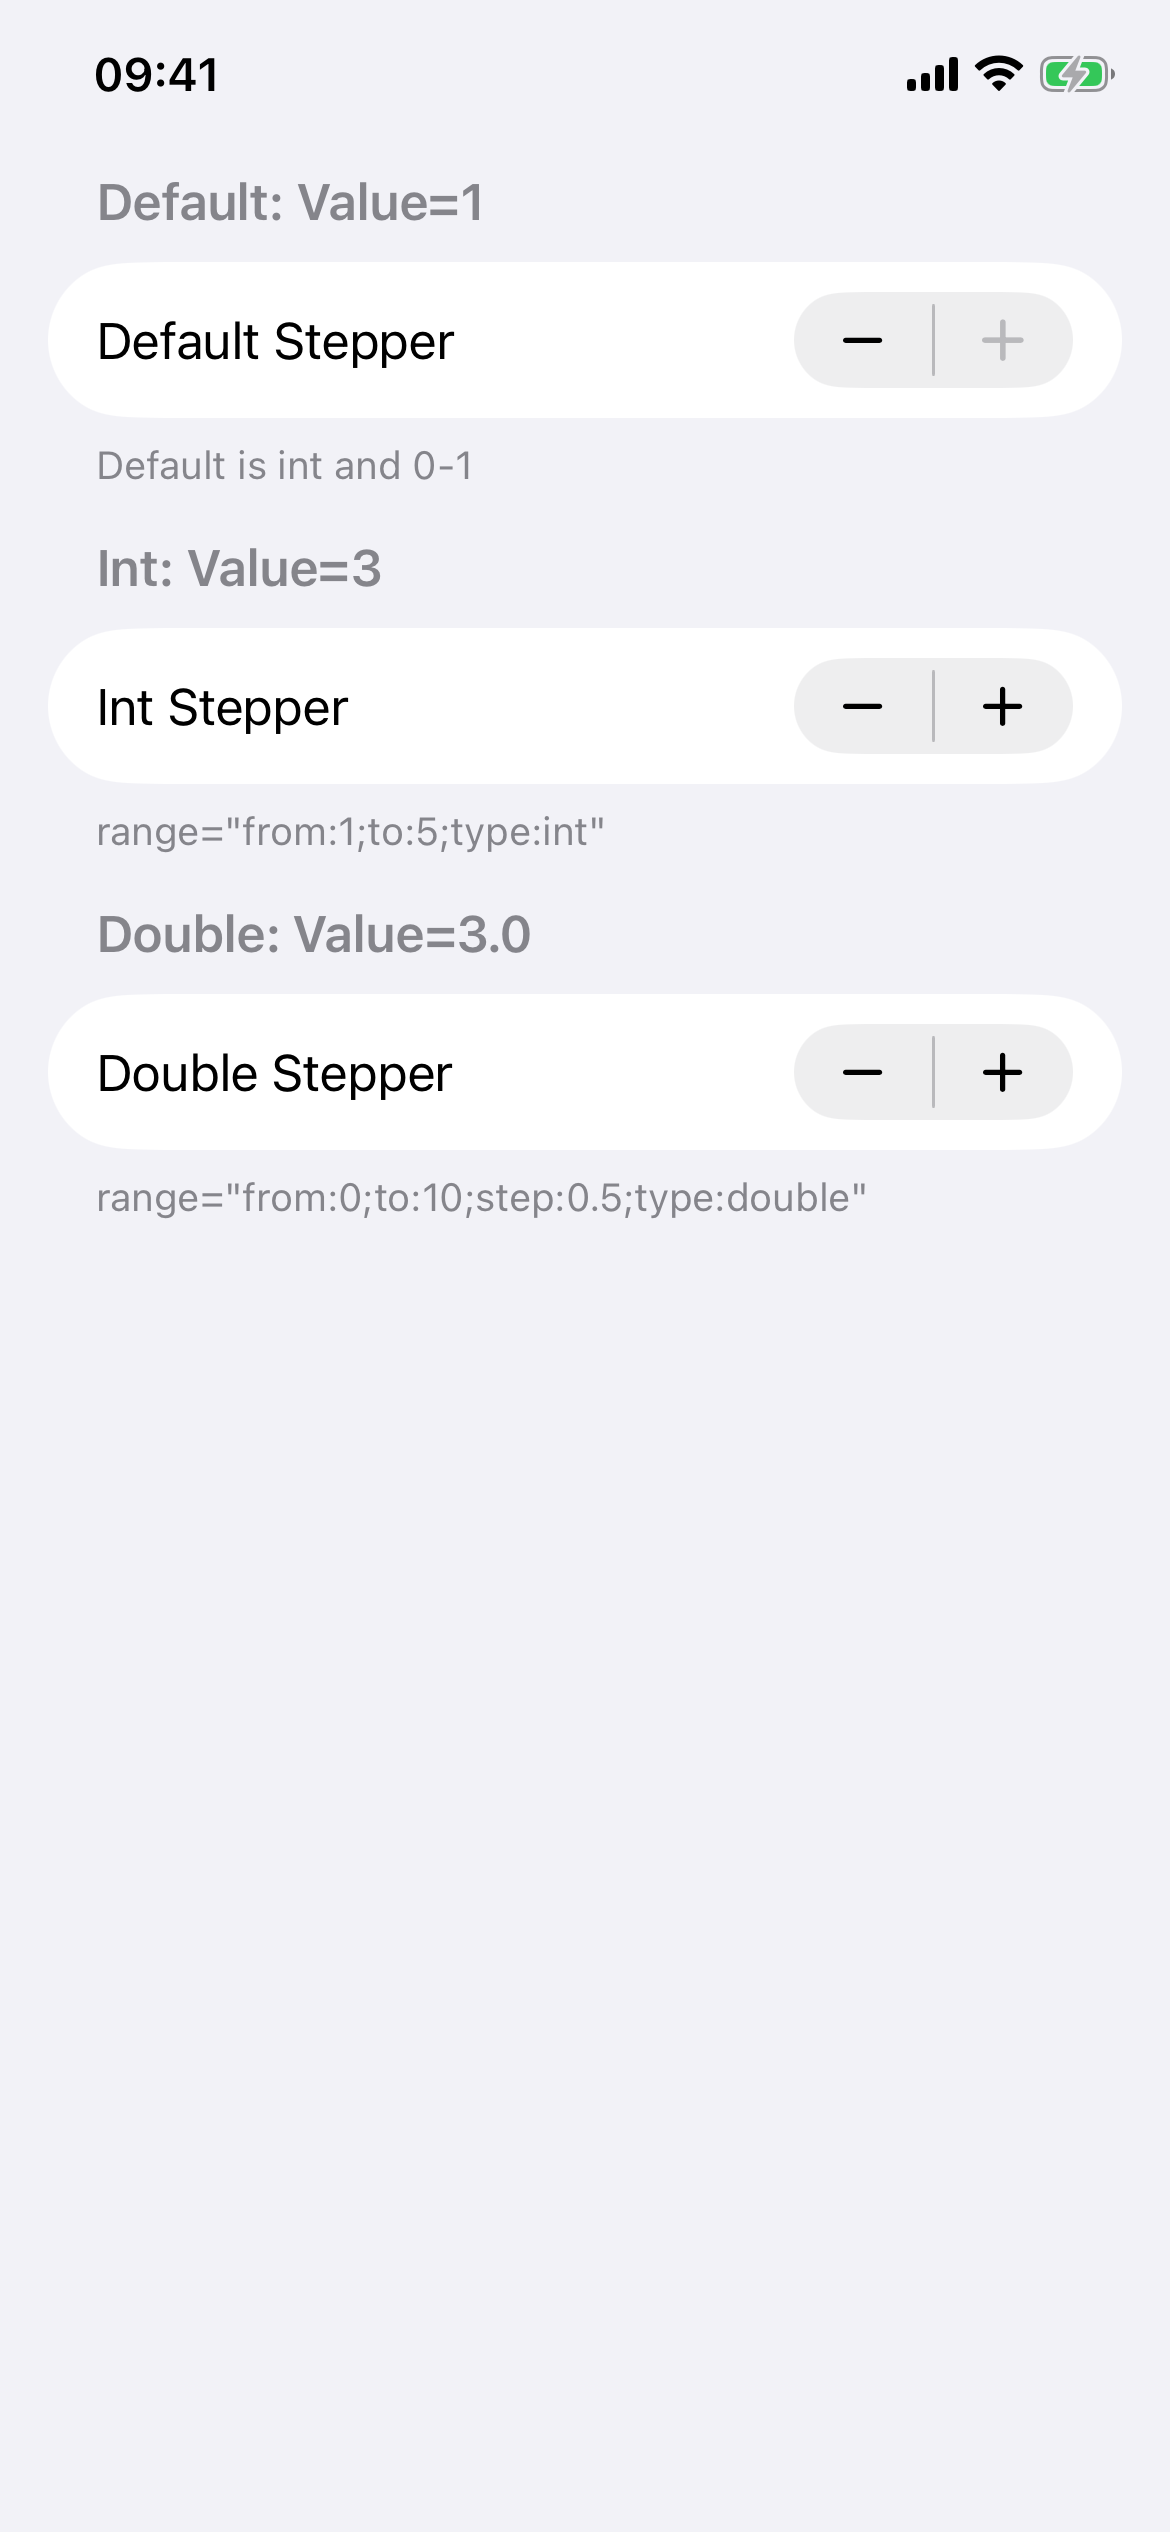 09:41
Default: Value=1
Default Stepper
Default is int and 0-1
Int: Value=3
Int Stepper
range="from:1;to:5;type:int"
Double: Value=3.0
Double Stepper
range="from:0;to:10;step:0.5;type:double"